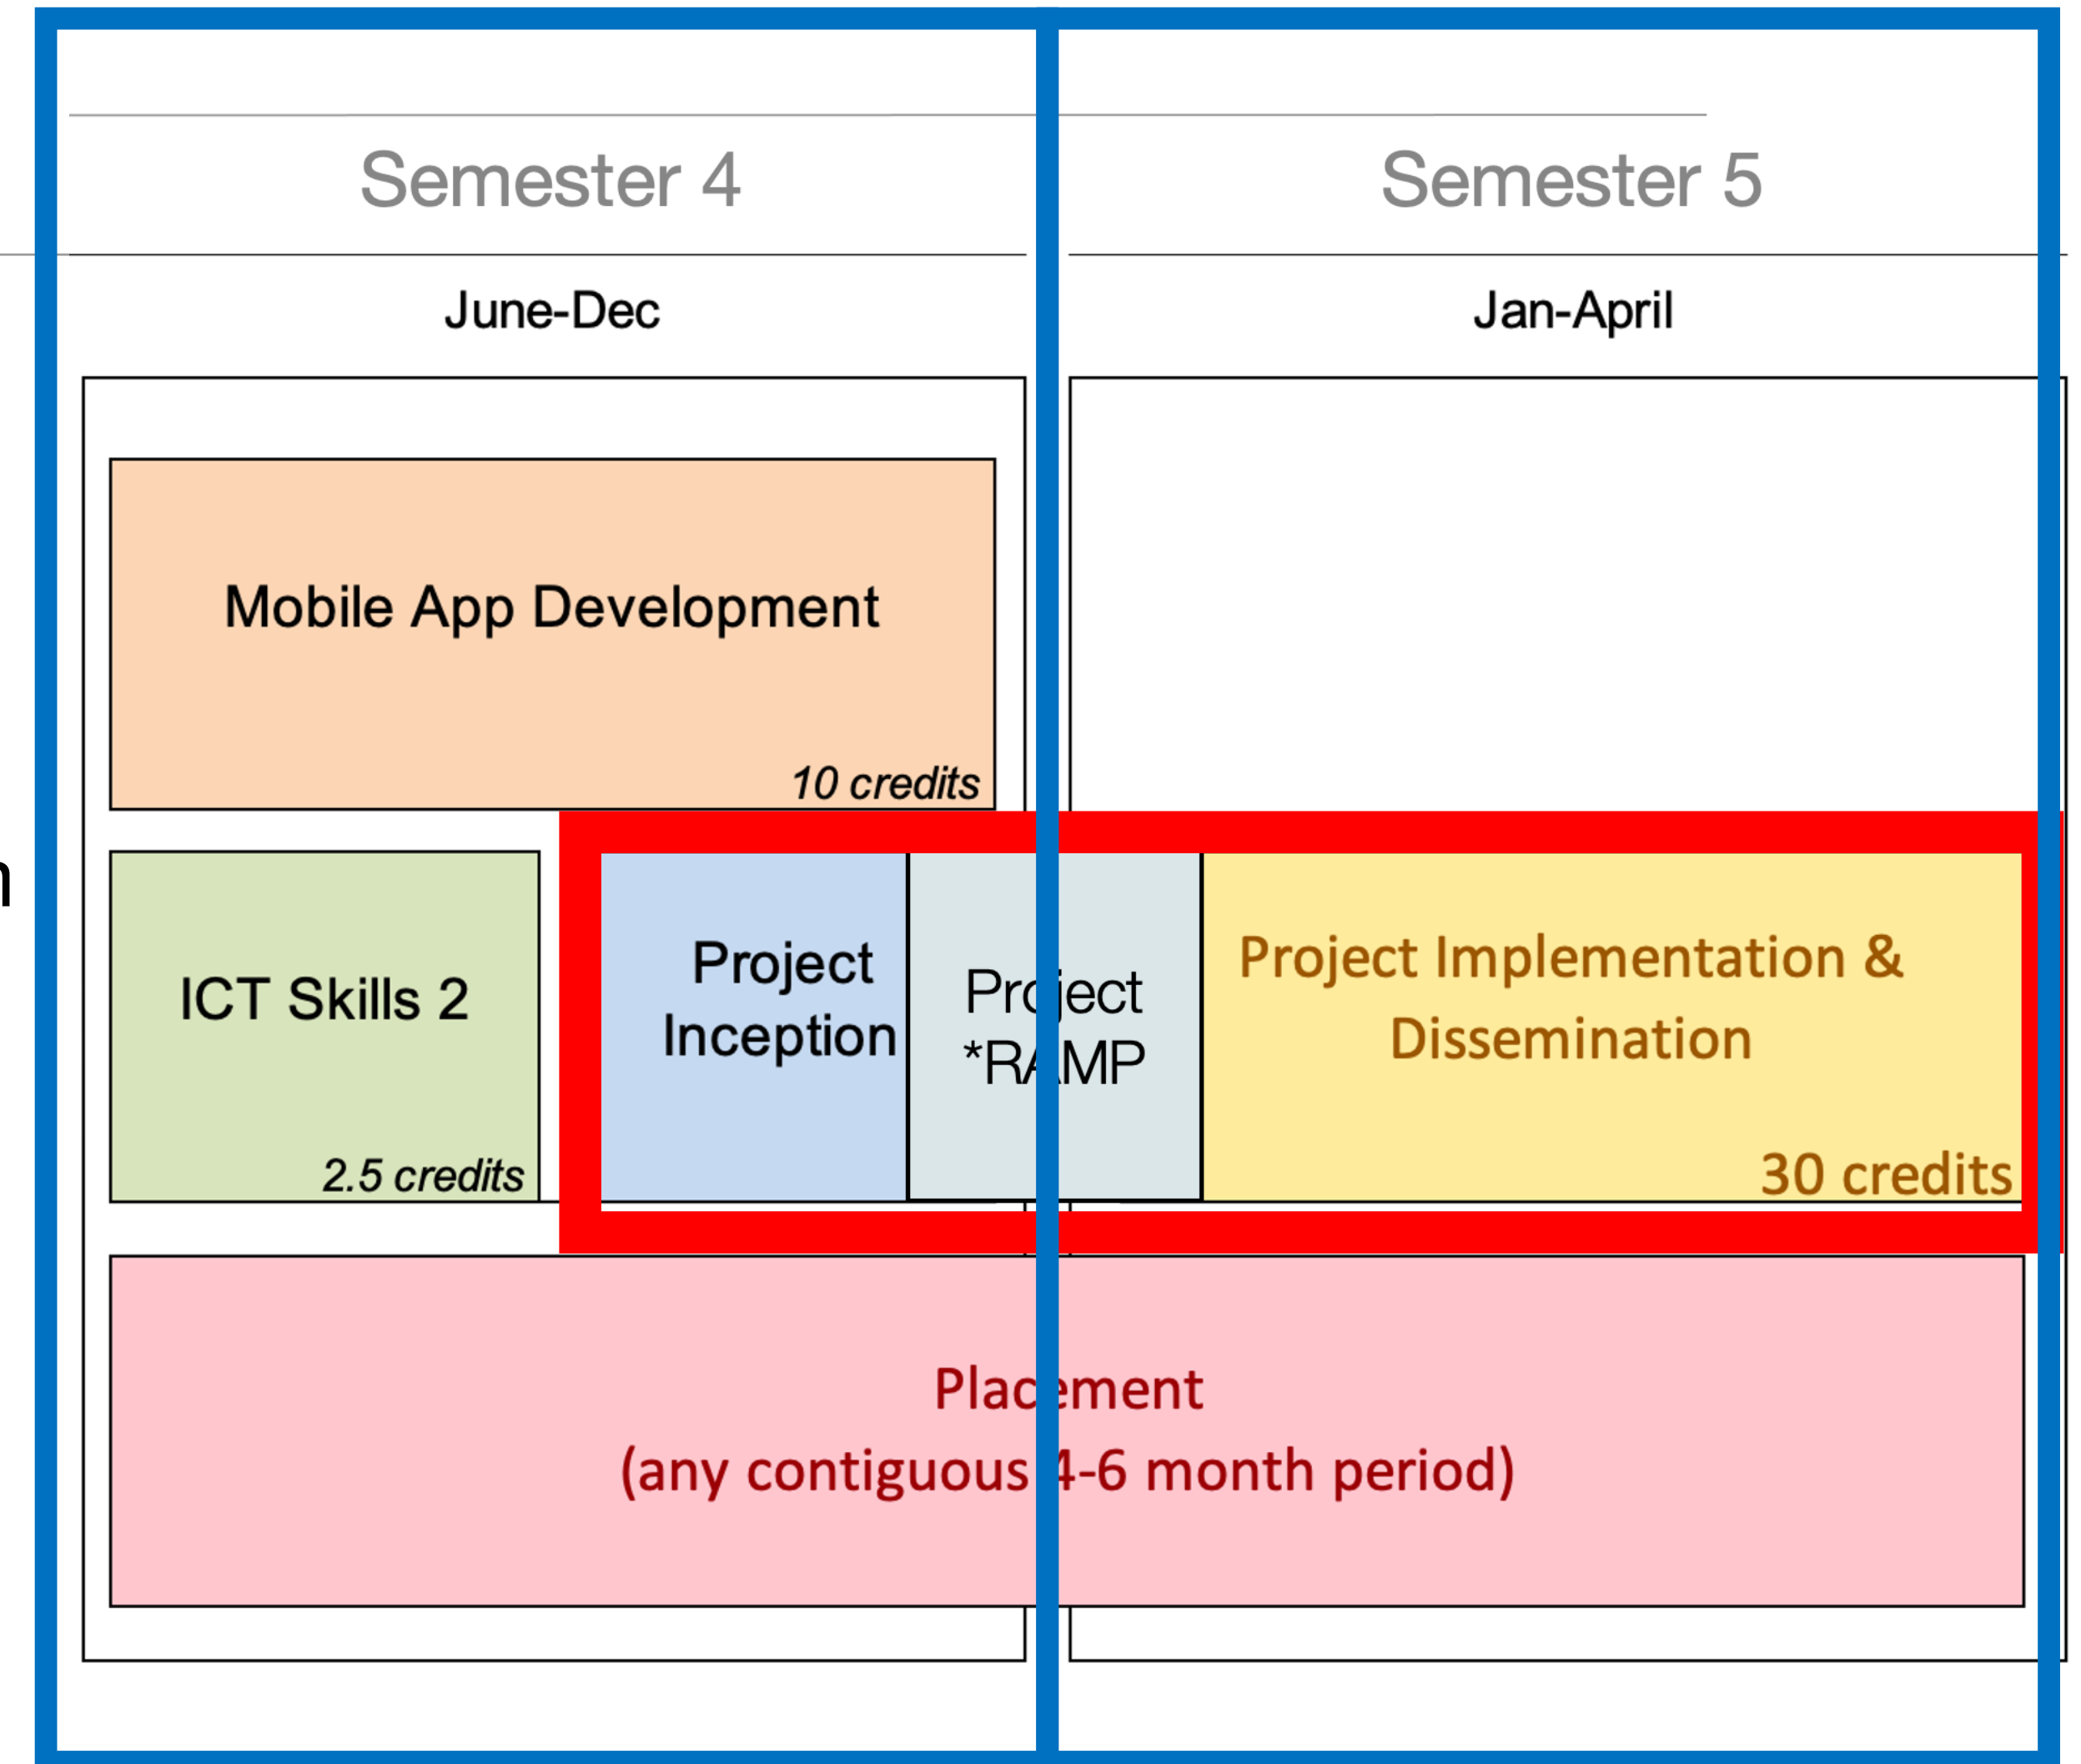 Semester 4
Semester 5
June-Dec
Jan-April
Mobile App Development
10 credits
n
ICT Skills 2
2.5 credits
Project
Inception
Project
*RAMP
Project Implementation &
Dissemination
30 credits
Placement
(any contiguous 4-6 month period)